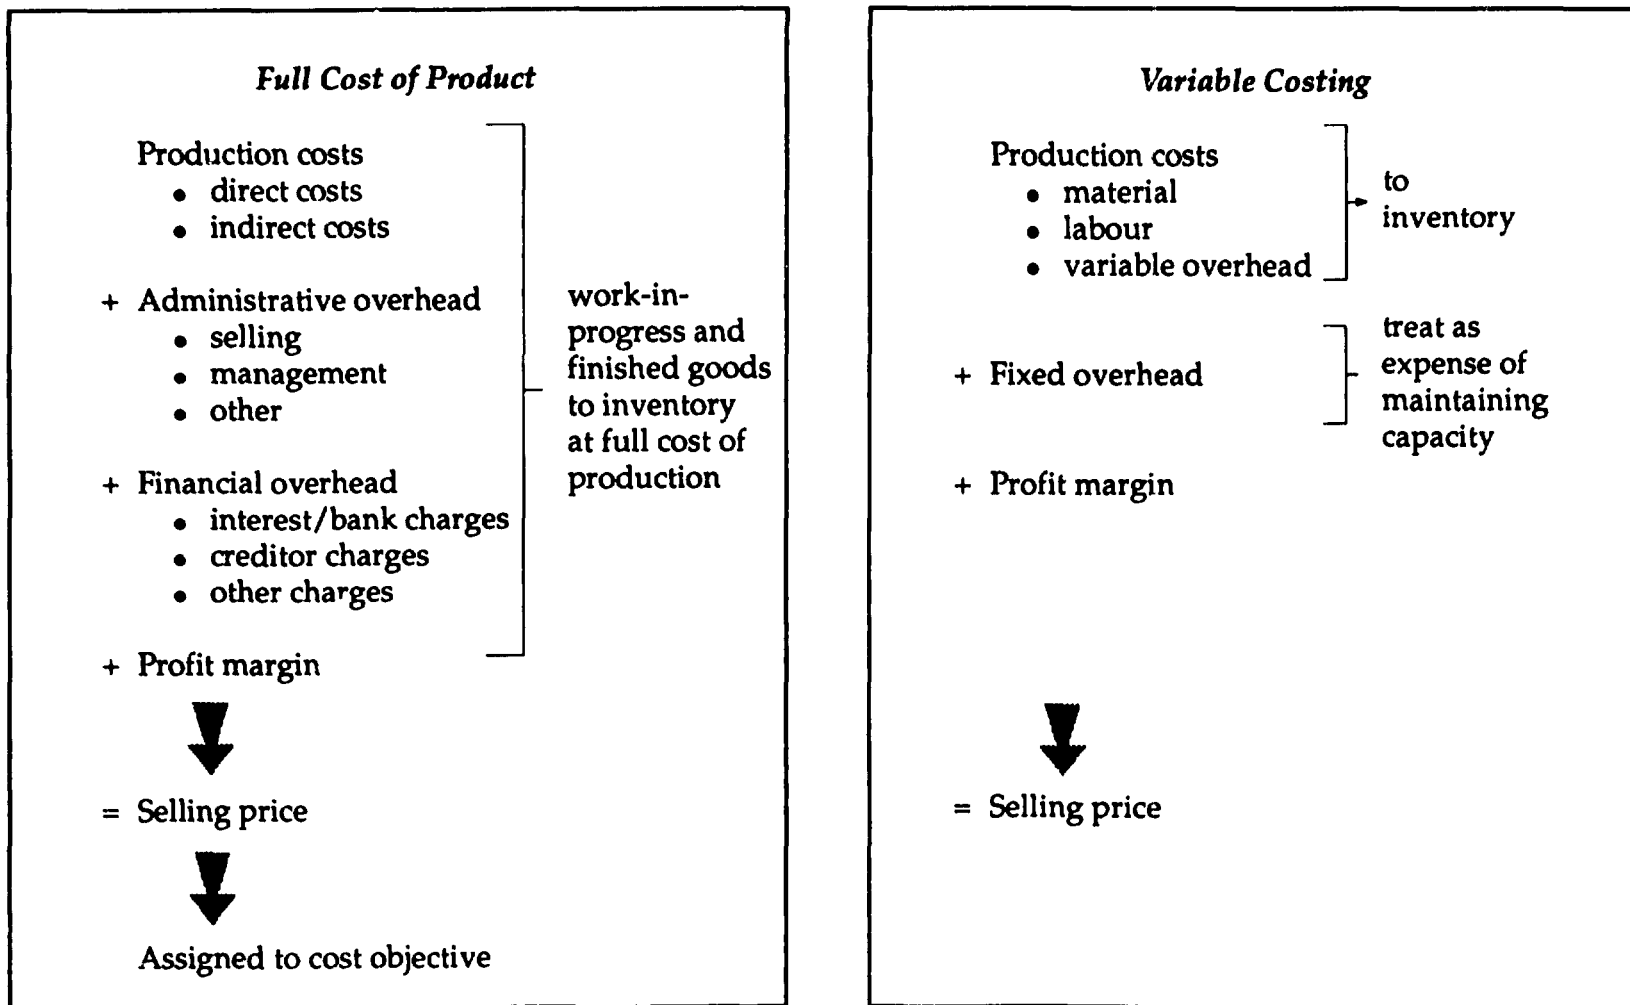 Full Cost of Product
Production costs
• direct costs
• indirect costs
+ Administrative overhead
• selling
• management
• other
+ Financial overhead
• interest/bank charges
• creditor charges
• other charges
+ Profit margin
work-in-
progress and
finished goods
to inventory
at full cost of
production
= Selling price
Assigned to cost objective
Variable Costing
Production costs
• material
• labour
• variable overhead
to
inventory
+ Fixed overhead
treat as
expense of
maintaining
capacity
+ Profit margin
= Selling price